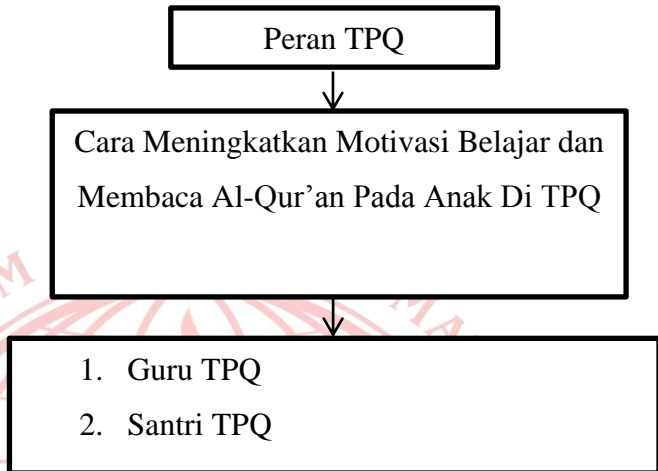 Peran TPQ
Cara Meningkatkan Motivasi Belajar dan
Membaca Al-Qur’an Pada Anak Di TPQ
1. Guru TPQ
2. Santri TPQ